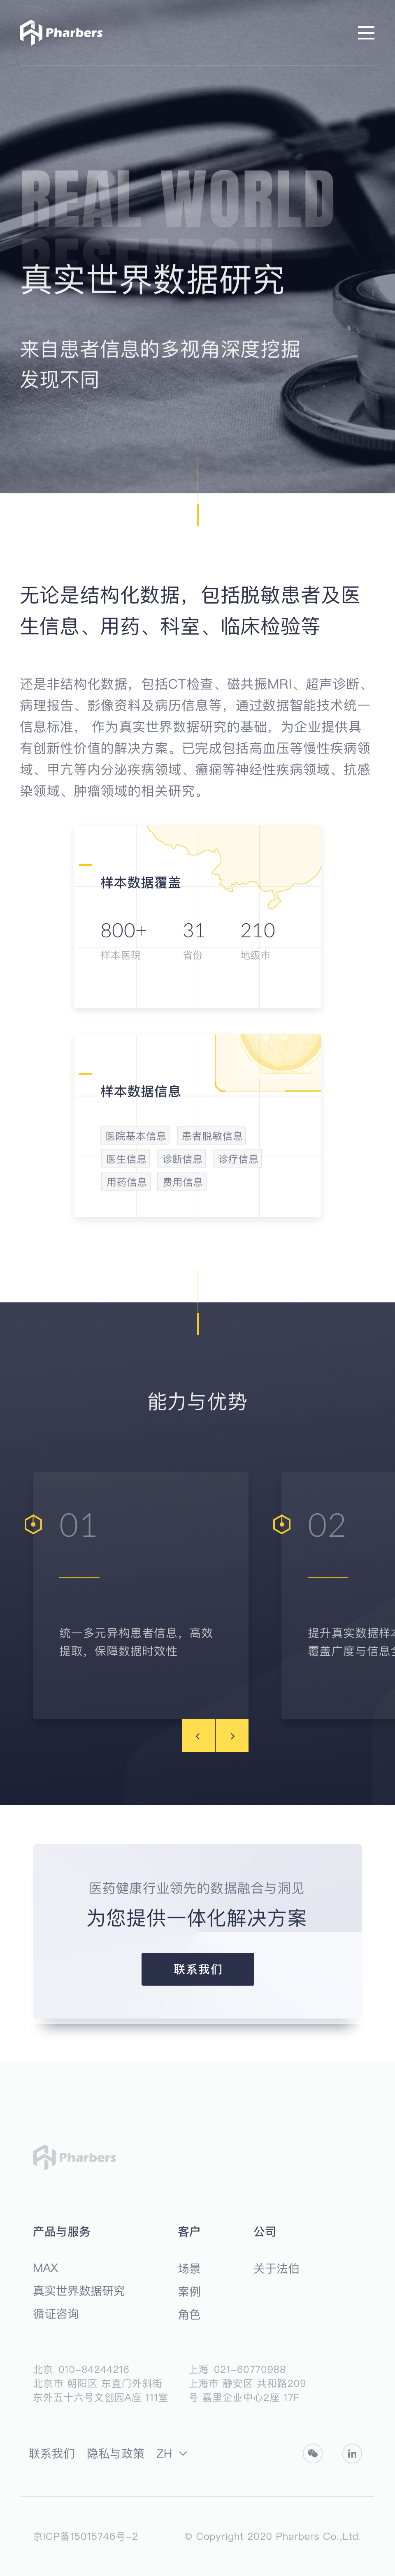 Pharbers
REAL WORLD
RESEARCH
真实世界数据研究
来自患者信息的多视角深度挖掘
发现不同
无论是结构化数据，包括脱敏患者及医
生信息、用药、科室、临床检验等
还是非结构化数据，包括CT检查、磁共振MRI、超声诊断、
病理报告、影像资料及病历信息等，通过数据智能技术统一
信息标准， 作为真实世界数据研究的基础，为企业提供具
有创新性价值的解决方案。已完成包括高血压等慢性疾病领
域、甲亢等内分泌疾病领域、癫痫等神经性疾病领域、抗感
染领域、肿瘤领域的相关研究。
样本数据覆盖
800+ 31 210
样本医院 省份 地级市
样本数据信息
医院基本信息 患者脱敏信息
医生信息 诊断信息 诊疗信息
用药信息 费用信息
能力与优势
01 02
统一多元异构患者信息，高效 提升真实数据样
提取，保障数据时效性 覆盖广度与信息
医药健康行业领先的数据融合与洞见
为您提供一体化解决方案
联系我们
Pharbers
产品与服务 客户 公司
MAX 场景 关于法伯
真实世界数据研究 案例
循证咨询 角色
北京 010-84244216 上海 021-60770988
北京市 朝阳区 东直门外斜街 上海市 静安区 共和路209
东外五十六号文创园A座 111室 号 嘉里企业中心2座 17F
联系我们 隐私与政策 ZH in
京ICP备15015746号-2 © Copyright 2020 Pharbers Co.,Ltd.